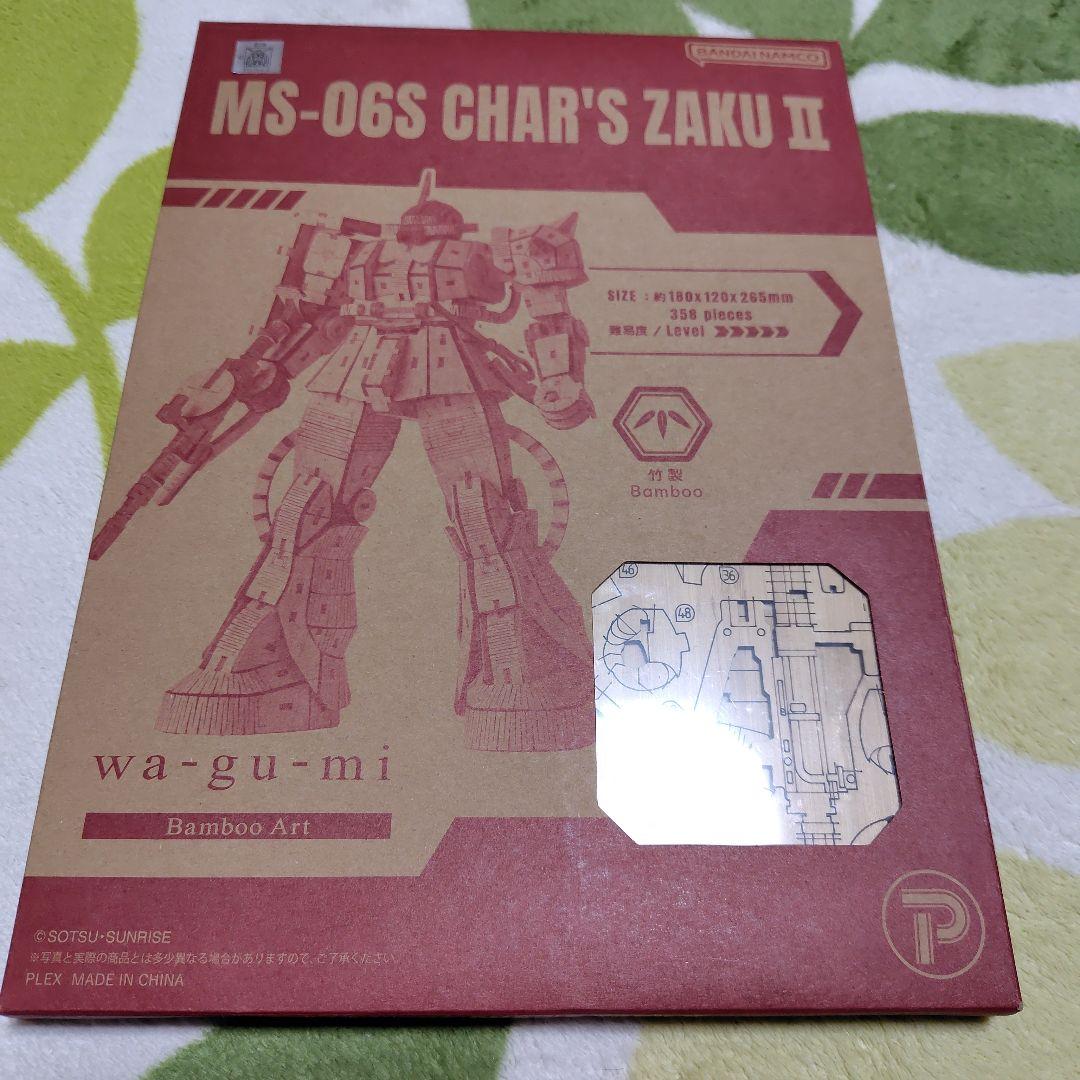 BANDAI NAMCO
MS-06S CHAR'S ZAKU II
SIZE : 約180x120x265mm
358 pieces
難易度 / Level
竹製
Bamboo
46
36
48
wa-gu-mi
Bamboo Art
©SOTSU・SUNRISE
※写真と実際の商品とは多少異なる場合がありますので、ご了承ください。
PLEX MADE IN CHINA
P